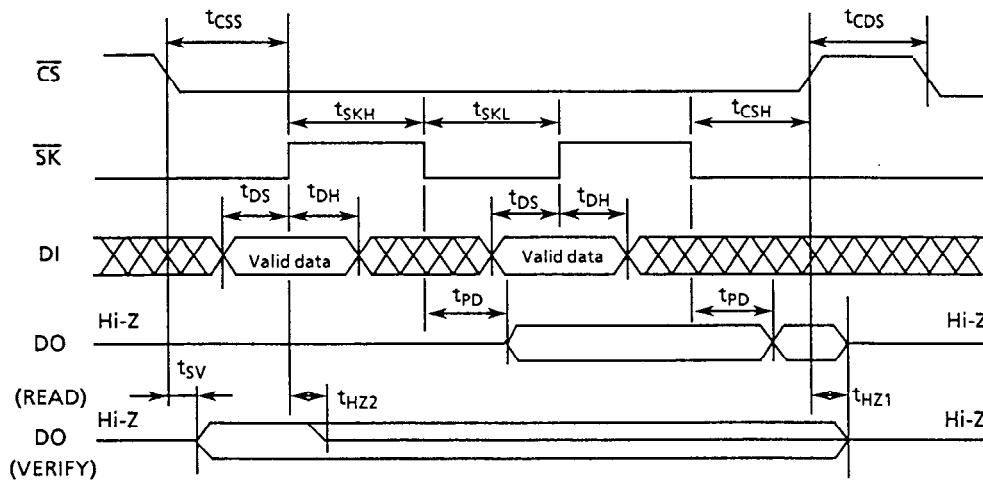 tCSS
tCDS
CS
tSKH
tSKL
tCSH
SK
tDS
tDH
tDS
tDH
DI
Valid data
Valid data
tPD
tPD
Hi-Z
Hi-Z
DO
(READ)
tSV
tHZ2
tHZ1
Hi-Z
Hi-Z
DO
(VERIFY)